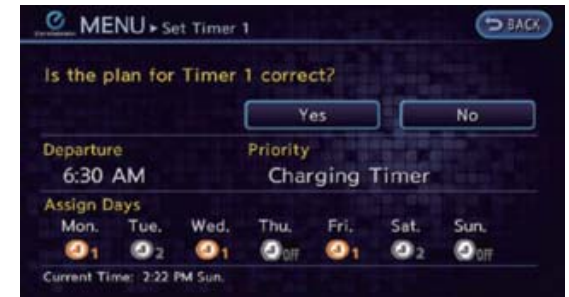 MENU ▸ Set Timer 1 BACK
Is the plan for Timer 1 correct?
Yes No
Departure Priority
6:30 AM Charging Timer
Assign Days
Mon. Tue. Wed. Thu. Fri. Sat. Sun.
1 2 1 OFF 1 2 OFF
Current Time: 2:22 PM Sun.